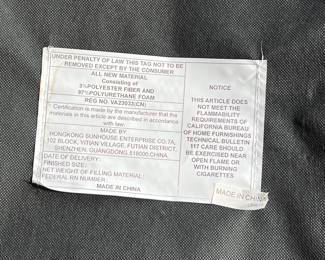 UNDER PENALTY OF LAW THIS TAG NOT TO BE
REMOVED EXCEPT BY THE CONSUMER
ALL NEW MATERIAL
Consisting of
3%POLYESTER FIBER AND
97%POLYURETHANE FOAM
REG NO. VA23033(CN)
Certification is made by the manufacturer that the
materials in this article are described in accordance
with law:
MADE BY
HONGKONG SUNHOUSE ENTERPRISE CO.7A,
102 BLOCK, YITIAN VILLAGE, FUTIAN DISTRICT,
SHENZHEN, GUANGDONG,518000,CHINA.
DATE OF DELIVERY:
FINISHED SIZE:
NET WEIGHT OF FILLING MATERIAL:
FEDERAL RN NUMBER:
MADE IN CHINA
NOTICE
THIS ARTICLE DOES
NOT MEET THE
FLAMMABILITY
REQUIREMENTS OF
CALIFORNIA BUREAU
OF HOME FURNISHINGS
TECHNICAL BULLETIN
117 CARE SHOULD
BE EXERCISED NEAR
OPEN FLAME OR
WITH BURNING
CIGARETTES
MADE IN CHINA